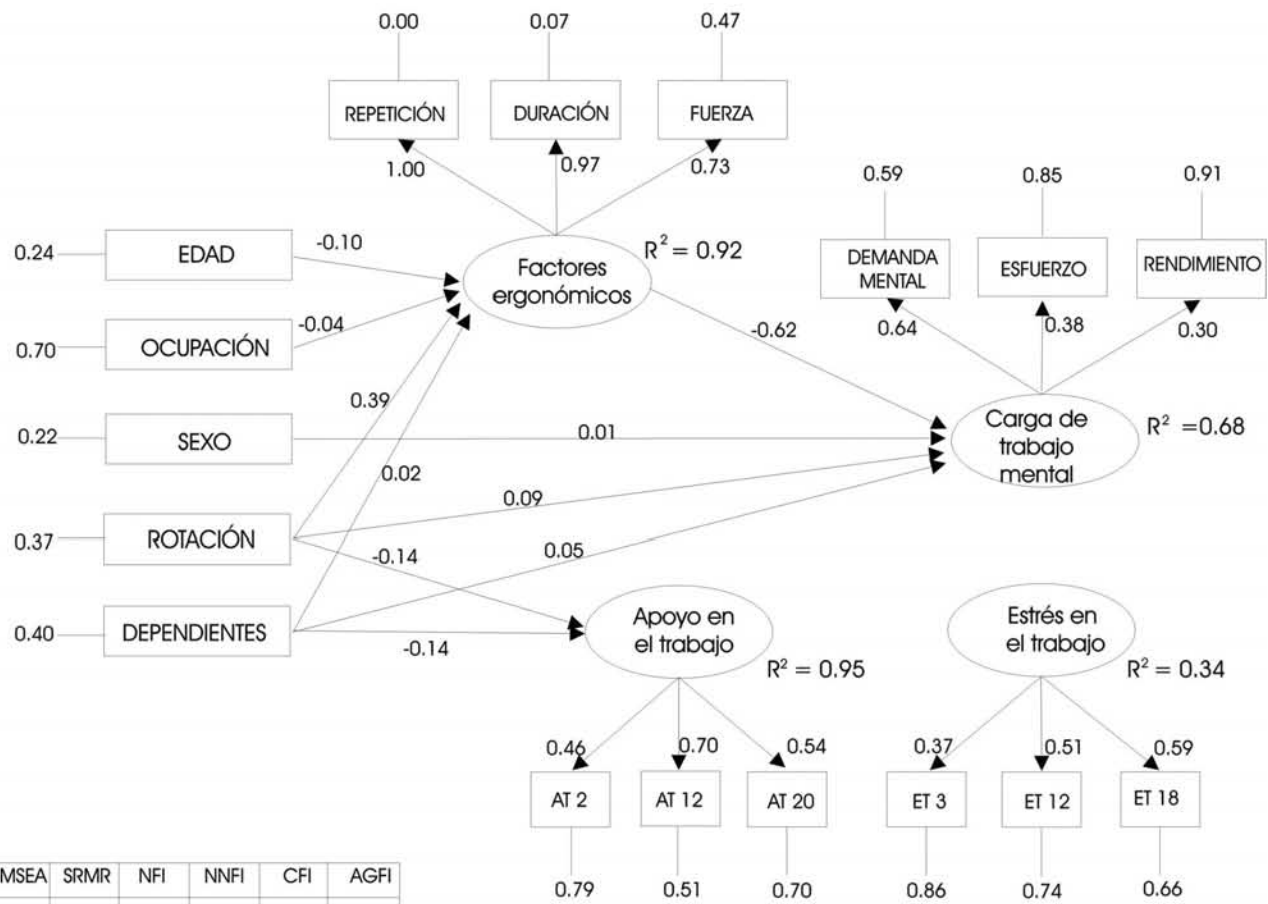 0.00 0.07 0.47
REPETICIÓN DURACIÓN FUERZA
1.00 0.97 0.73
0.59 0.85 0.91
0.24 EDAD -0.10
Factores
ergonómicos
R² = 0.92
DEMANDA
MENTAL
ESFUERZO RENDIMIENTO
0.70 OCUPACIÓN -0.04
-0.62 0.64 0.38 0.30
0.39
0.22 SEXO 0.01
Carga de
trabajo
mental
R² =0.68
0.02
0.37 ROTACIÓN 0.09
-0.14 0.05
0.40 DEPENDIENTES -0.14
Apoyo en
el trabajo
R² = 0.95
Estrés en
el trabajo
R² = 0.34
0.46 0.70 0.54 0.37 0.51 0.59
AT 2 AT 12 AT 20 ET 3 ET 12 ET 18
0.79 0.51 0.70 0.86 0.74 0.66
MSEA SRMR NFI NNFI CFI AGFI